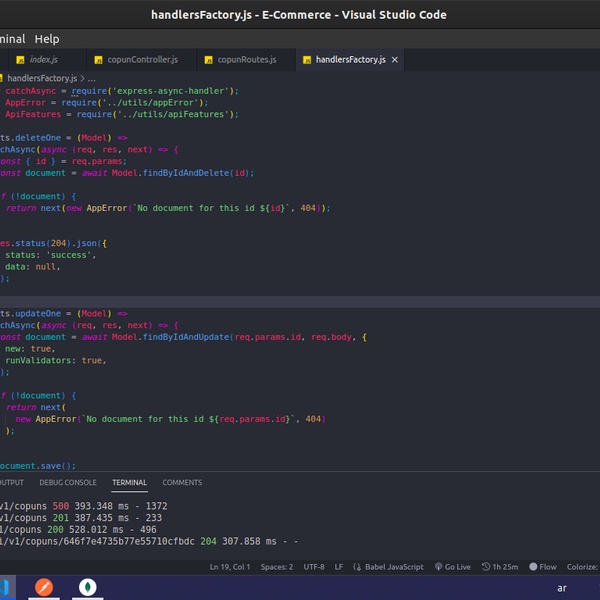 handlersFactory.js - E-Commerce - Visual Studio Code
minal Help
index.js copunController.js copunRoutes.js handlersFactory.js ×
handlersFactory.js > ...
catchAsync = require('express-async-handler');
AppError = require('../utils/appError');
ApiFeatures = require('../utils/apiFeatures');
ts.deleteOne = (Model) =>
chAsync(async (req, res, next) => {
onst { id } = req.params;
onst document = await Model.findByIdAndDelete(id);
f (!document) {
return next(new AppError(`No document for this id ${id}`, 404));
es.status(204).json({
status: 'success',
data: null,
);
ts.updateOne = (Model) =>
chAsync(async (req, res, next) => {
onst document = await Model.findByIdAndUpdate(req.params.id, req.body, {
new: true,
runValidators: true,
);
f (!document) {
return next(
new AppError(`No document for this id ${req.params.id}`, 404)
);
ocument.save();
OUTPUT DEBUG CONSOLE TERMINAL COMMENTS
v1/copuns 500 393.348 ms - 1372
v1/copuns 201 387.435 ms - 233
1/copuns 200 528.012 ms - 496
i/v1/copuns/646f7e4735b77e55710cfbdc 204 307.858 ms - -
Ln 19, Col 1 Spaces: 2 UTF-8 LF Babel JavaScript Go Live 1h 25m Flow Colorize:
ar